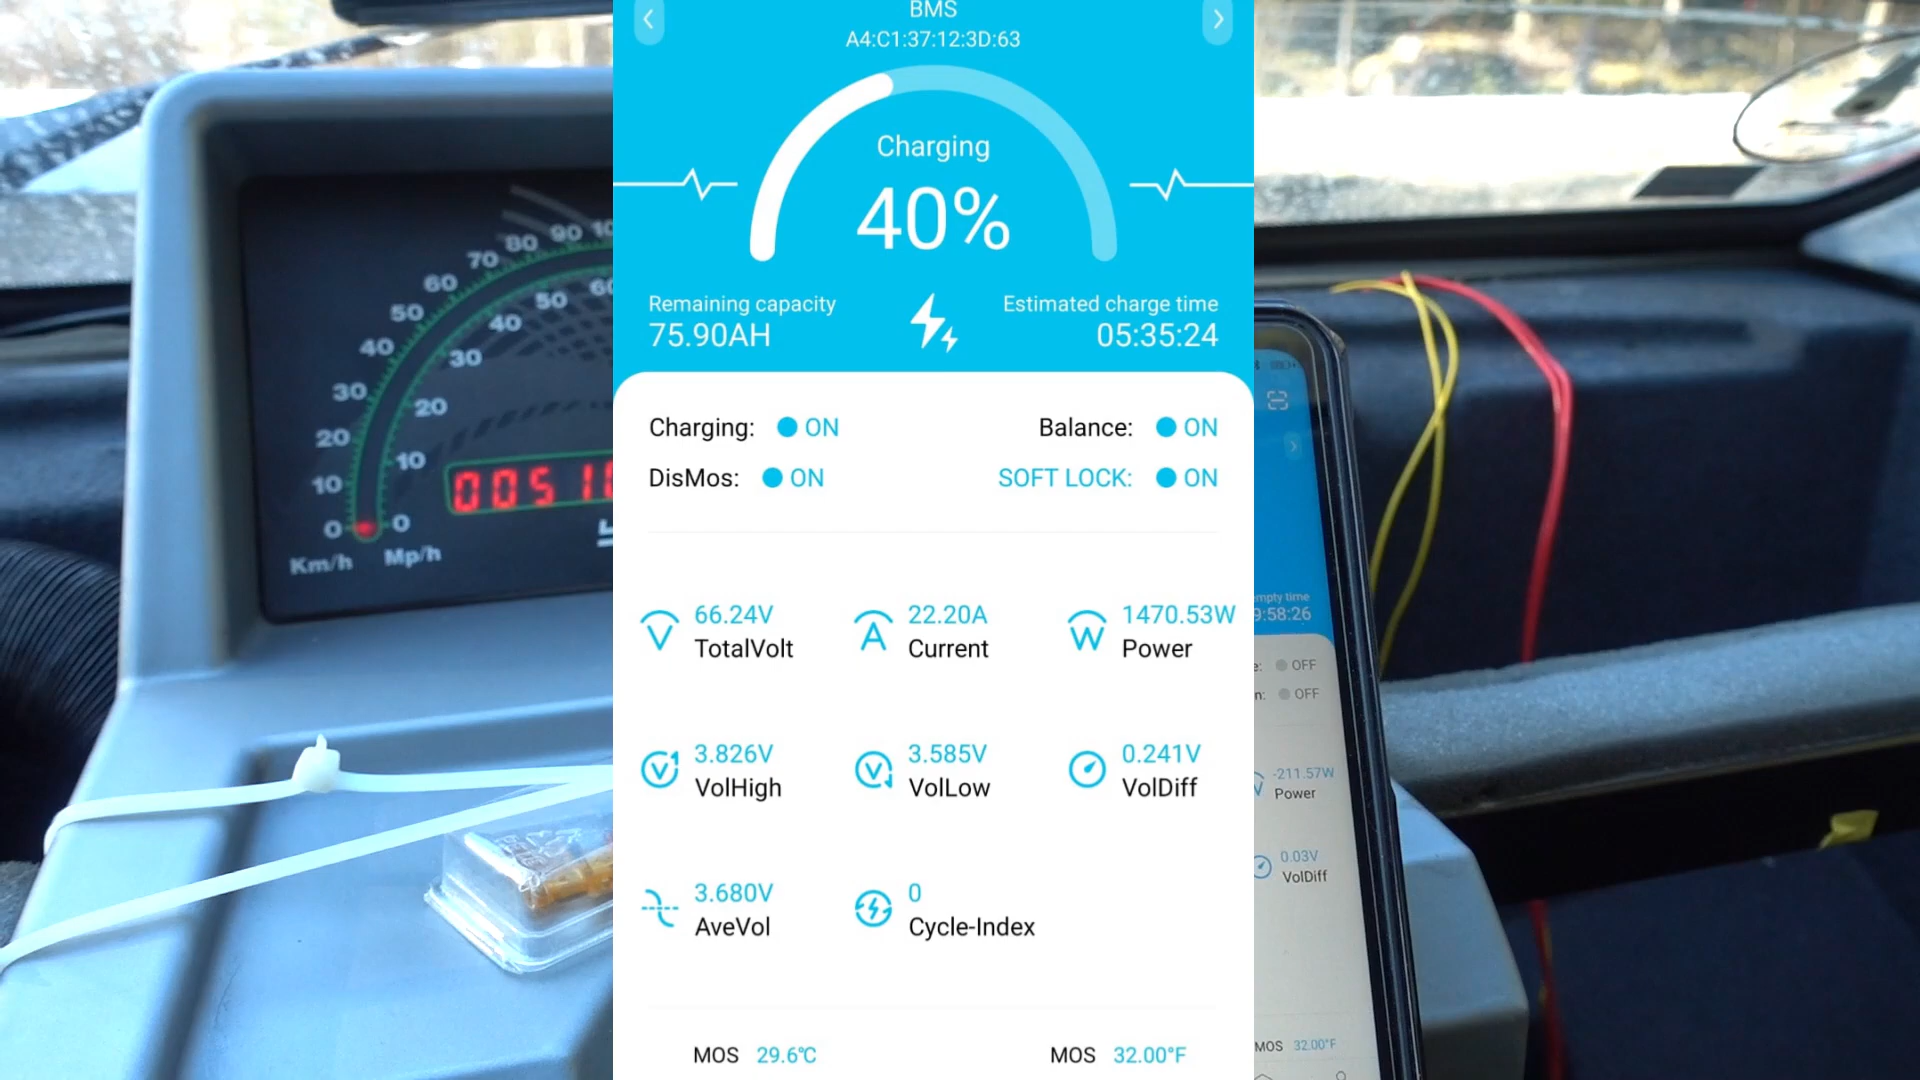 BMS
A4:C1:37:12:3D:63
Charging
40%
Remaining capacity
75.90AH
Estimated charge time
05:35:24
Charging: ON
Balance: ON
DisMos: ON
SOFT LOCK: ON
66.24V
TotalVolt
22.20A
Current
1470.53W
Power
3.826V
VolHigh
3.585V
VolLow
0.241V
VolDiff
3.680V
AveVol
0
Cycle-Index
MOS 29.6℃
MOS 32.00°F
90
80
70
60
50
40
30
20
10
0
Km/h
50
40
30
20
10
0
Mp/h
0051
mpty time
9:58:26
OFF
OFF
-211.57W
Power
0.03V
VolDiff
MOS 32.00°F